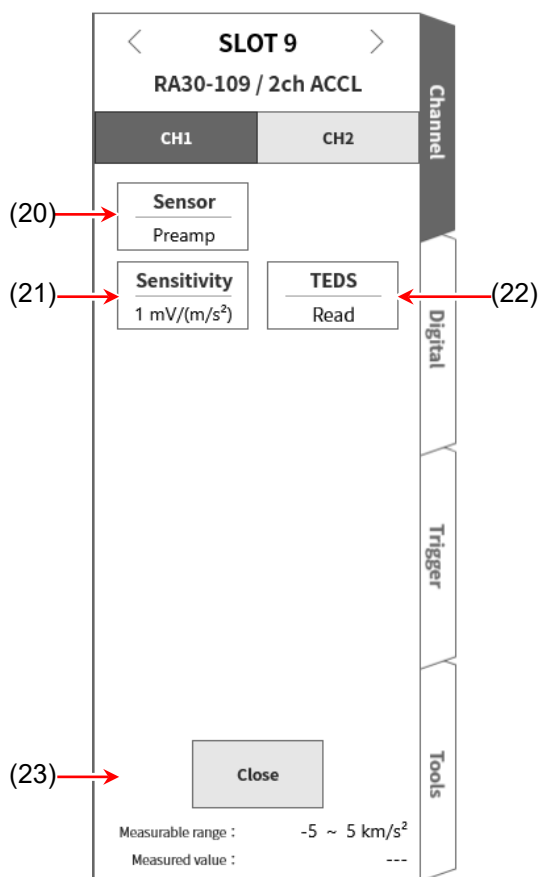 SLOT 9
RA30-109 / 2ch ACCL
CH1
CH2
(20)
Sensor
Preamp
(21)
Sensitivity
1 mV/(m/s²)
TEDS
Read
(22)
(23)
Close
Measurable range : -5 ~ 5 km/s²
Measured value : ---
Channel
Digital
Trigger
Tools